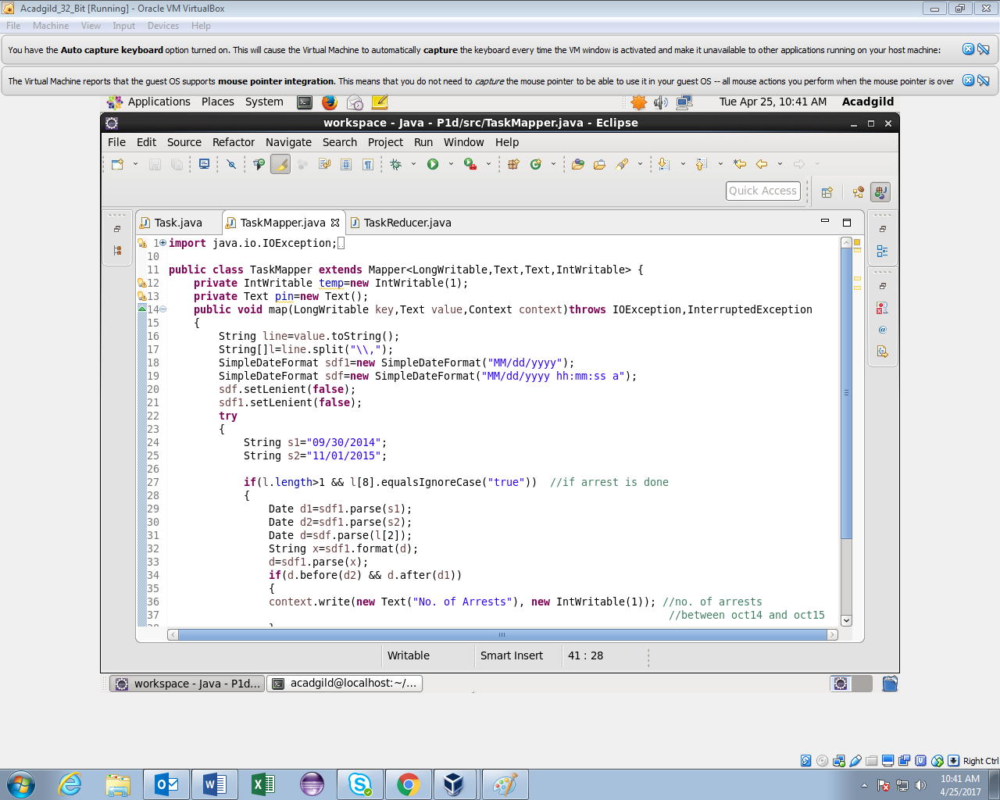 Acadgild_32_Bit [Running] - Oracle VM VirtualBox
File Machine View Input Devices Help
You have the Auto capture keyboard option turned on. This will cause the Virtual Machine to automatically capture the keyboard every time the VM window is activated and make it unavailable to other applications running on your host machine:
The Virtual Machine reports that the guest OS supports mouse pointer integration. This means that you do not need to capture the mouse pointer to be able to use it in your guest OS -- all mouse actions you perform when the mouse pointer is over
Applications Places System Tue Apr 25, 10:41 AM Acadgild
workspace - Java - P1d/src/TaskMapper.java - Eclipse
File Edit Source Refactor Navigate Search Project Run Window Help
Quick Access
Task.java TaskMapper.java TaskReducer.java
1 import java.io.IOException;
10
11 public class TaskMapper extends Mapper<LongWritable,Text,Text,IntWritable> {
12 private IntWritable temp=new IntWritable(1);
13 private Text pin=new Text();
14 public void map(LongWritable key,Text value,Context context)throws IOException,InterruptedException
15 {
16 String line=value.toString();
17 String[]l=line.split("\\,");
18 SimpleDateFormat sdf1=new SimpleDateFormat("MM/dd/yyyy");
19 SimpleDateFormat sdf=new SimpleDateFormat("MM/dd/yyyy hh:mm:ss a");
20 sdf.setLenient(false);
21 sdf1.setLenient(false);
22 try
23 {
24 String s1="09/30/2014";
25 String s2="11/01/2015";
26
27 if(l.length>1 && l[8].equalsIgnoreCase("true")) //if arrest is done
28 {
29 Date d1=sdf1.parse(s1);
30 Date d2=sdf1.parse(s2);
31 Date d=sdf.parse(l[2]);
32 String x=sdf1.format(d);
33 d=sdf1.parse(x);
34 if(d.before(d2) && d.after(d1))
35 {
36 context.write(new Text("No. of Arrests"), new IntWritable(1)); //no. of arrests
37 //between oct14 and oct15
Writable Smart Insert 41 : 28
workspace - Java - P1d... acadgild@localhost:~/...
Right Ctrl
10:41 AM
4/25/2017